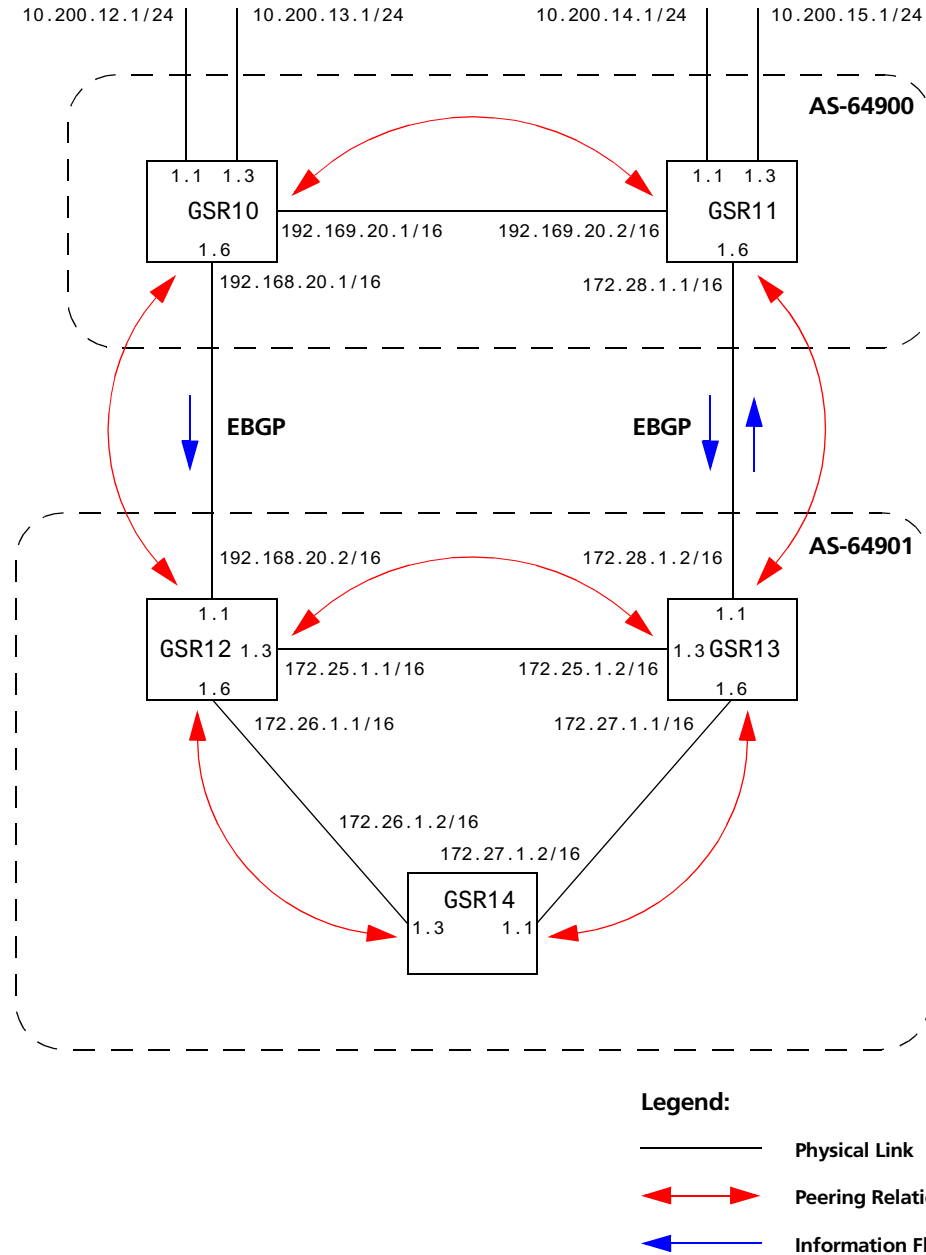 10.200.12.1/24 10.200.13.1/24 10.200.14.1/24 10.200.15.1/24
AS-64900
1.1 1.3 1.1 1.3
GSR10 GSR11
192.169.20.1/16 192.169.20.2/16
1.6 1.6
192.168.20.1/16 172.28.1.1/16
EBGP EBGP
AS-64901
192.168.20.2/16 172.28.1.2/16
1.1 1.1
GSR12 1.3 1.3 GSR13
172.25.1.1/16 172.25.1.2/16
1.6 1.6
172.26.1.1/16 172.27.1.1/16
172.26.1.2/16
172.27.1.2/16
GSR14
1.3 1.1
Legend:
Physical Link
Peering Relati
Information Fl